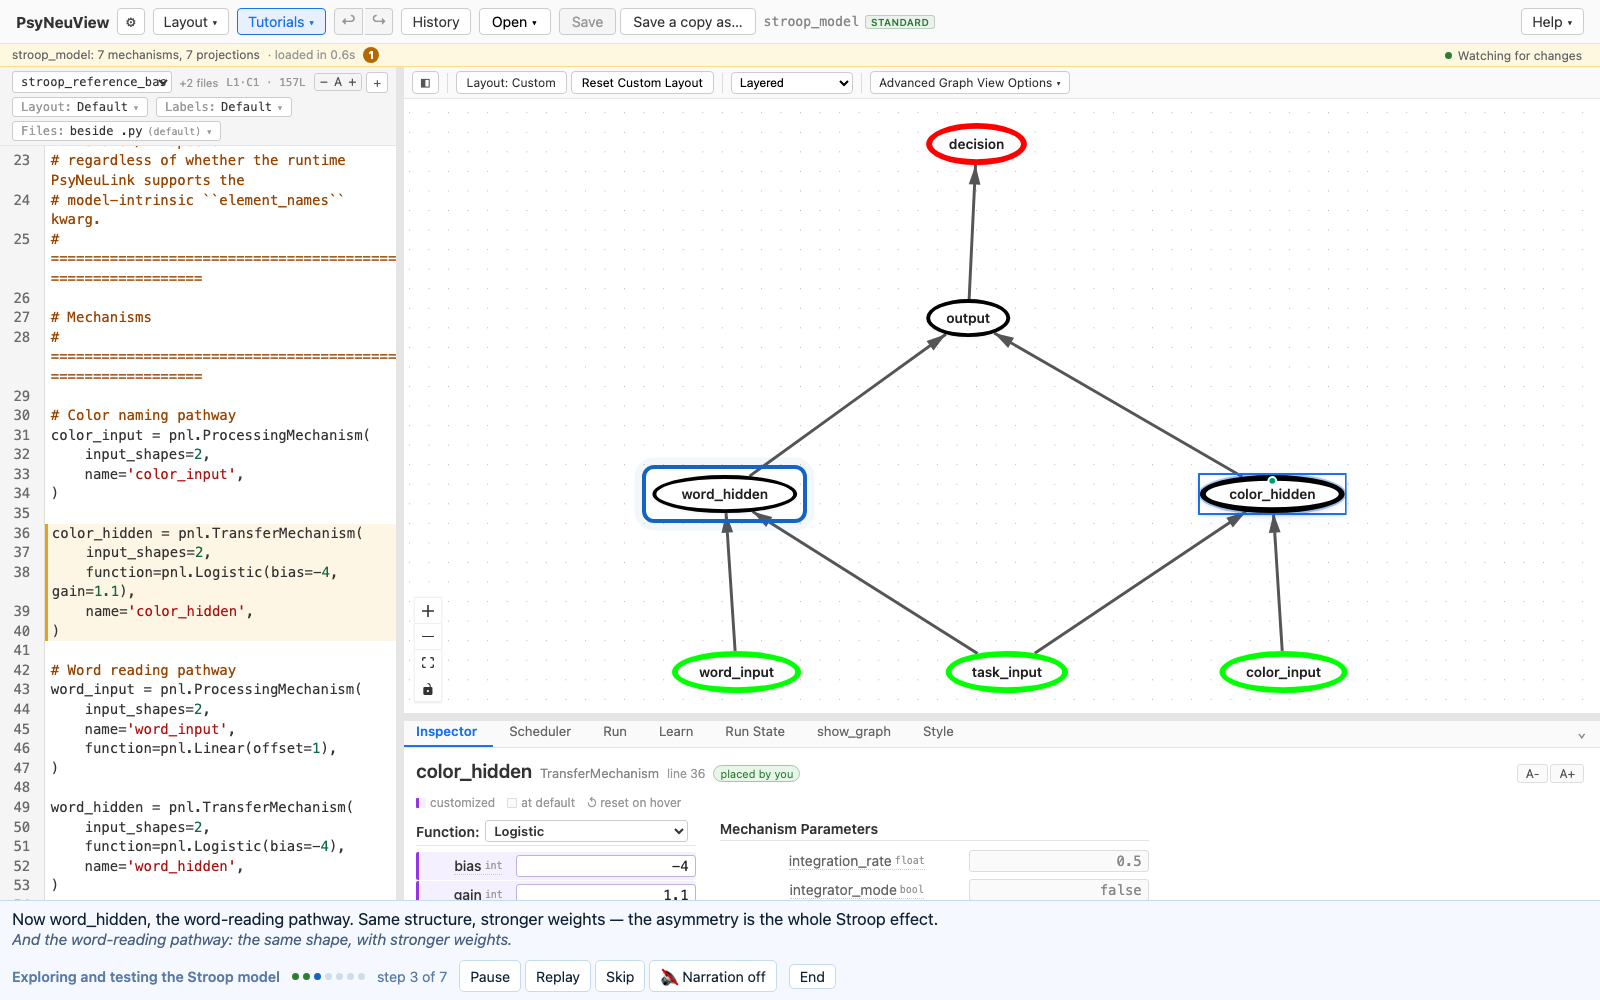 PsyNeuView
Layout ▾
Tutorials ▾
History
Open ▾
Save
Save a copy as...
stroop_model STANDARD
Help ▾
stroop_model: 7 mechanisms, 7 projections · loaded in 0.6s 1
Watching for changes
+2 files L1·C1 · 157L − A + +
Layout: Default ▾ Labels: Default ▾
Files: beside .py (default) ▾
Layout: Custom
Reset Custom Layout
Layered
Advanced Graph View Options ▾
23 # regardless of whether the runtime
PsyNeuLink supports the
24 # model-intrinsic ``element_names``
kwarg.
25 #
==========================================
==================
26
27 # Mechanisms
28 #
==========================================
==================
29
30 # Color naming pathway
31 color_input = pnl.ProcessingMechanism(
32 input_shapes=2,
33 name='color_input',
34 )
35
36 color_hidden = pnl.TransferMechanism(
37 input_shapes=2,
38 function=pnl.Logistic(bias=-4,
gain=1.1),
39 name='color_hidden',
40 )
41
42 # Word reading pathway
43 word_input = pnl.ProcessingMechanism(
44 input_shapes=2,
45 name='word_input',
46 function=pnl.Linear(offset=1),
47 )
48
49 word_hidden = pnl.TransferMechanism(
50 input_shapes=2,
51 function=pnl.Logistic(bias=-4),
52 name='word_hidden',
53 )
decision
output
word_hidden
color_hidden
word_input
task_input
color_input
Inspector
Scheduler
Run
Learn
Run State
show_graph
Style
color_hidden TransferMechanism line 36 placed by you
A- A+
customized at default reset on hover
Function: Logistic
bias int −4
gain int 1.1
Mechanism Parameters
integration_rate float 0.5
integrator_mode bool false
Now word_hidden, the word-reading pathway. Same structure, stronger weights — the asymmetry is the whole Stroop effect.
And the word-reading pathway: the same shape, with stronger weights.
Exploring and testing the Stroop model
step 3 of 7
Pause
Replay
Skip
Narration off
End